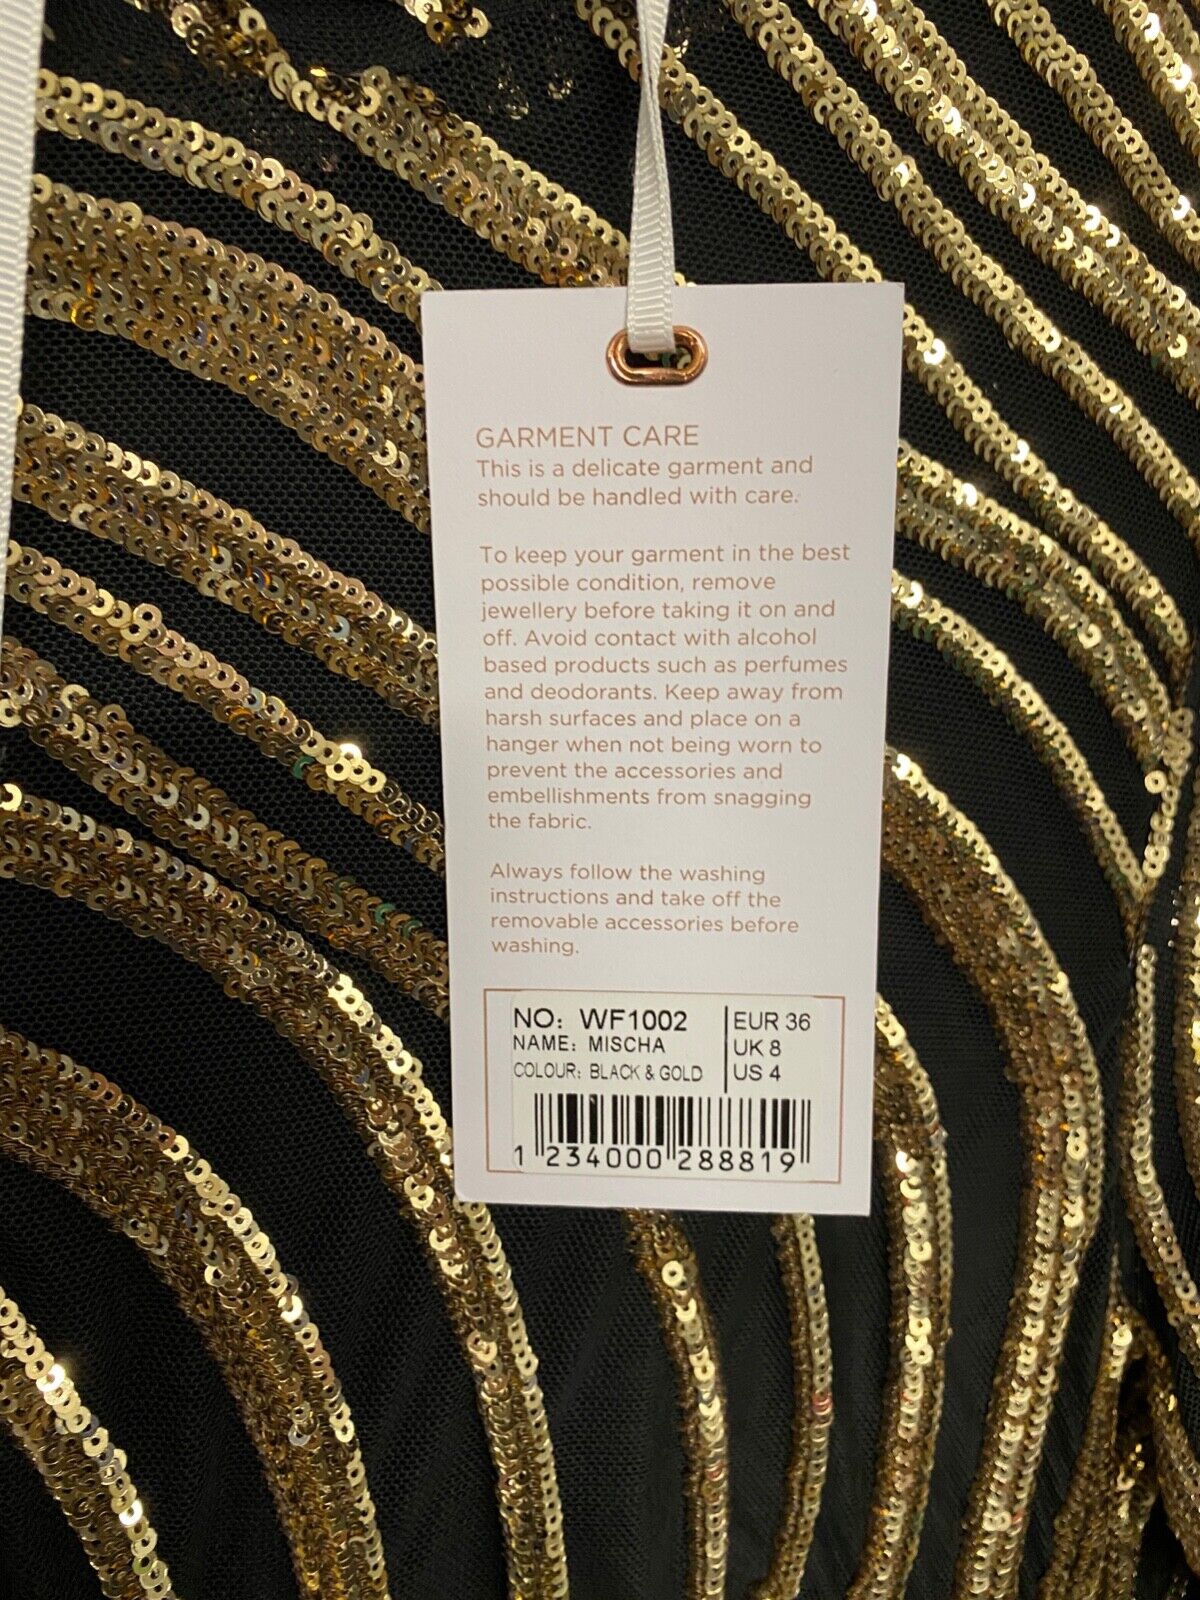 GARMENT CARE
This is a delicate garment and
should be handled with care.
To keep your garment in the best
possible condition, remove
jewellery before taking it on and
off. Avoid contact with alcohol
based products such as perfumes
and deodorants. Keep away from
harsh surfaces and place on a
hanger when not being worn to
prevent the accessories and
embellishments from snagging
the fabric.
Always follow the washing
instructions and take off the
removable accessories before
washing.
NO: WF1002
NAME: MISCHA
COLOUR: BLACK & GOLD
EUR 36
UK 8
US 4
1 234000 288819